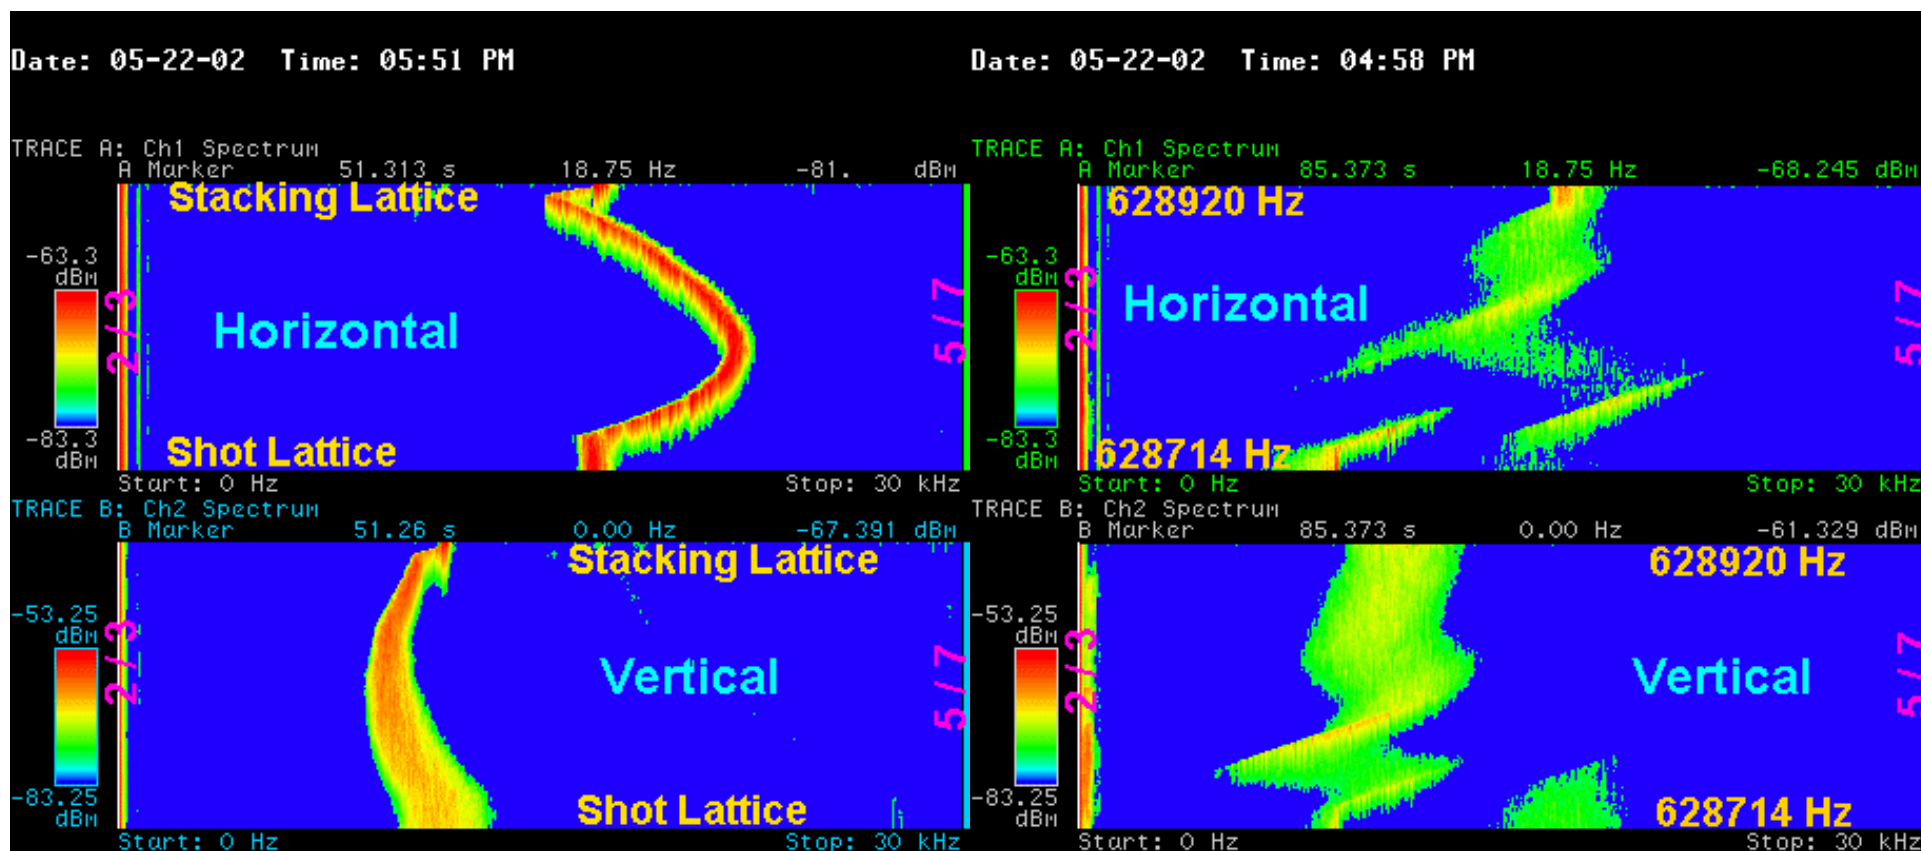 Date: 05-22-02 Time: 05:51 PM
TRACE A: Ch1 Spectrum
A Marker 51.313 s 18.75 Hz -81. dBm
Stacking Lattice
-63.3
dBm
2/3
Horizontal
5/7
-83.3
dBm
Shot Lattice
Start: 0 Hz Stop: 30 kHz
TRACE B: Ch2 Spectrum
B Marker 51.26 s 0.00 Hz -67.391 dBm
Stacking Lattice
-53.25
dBm
2/3
Vertical
5/7
-83.25
dBm
Shot Lattice
Start: 0 Hz Stop: 30 kHz
Date: 05-22-02 Time: 04:58 PM
TRACE A: Ch1 Spectrum
A Marker 85.373 s 18.75 Hz -68.245 dBm
628920 Hz
-63.3
dBm
2/3
Horizontal
5/7
-83.3
dBm
628714 Hz
Start: 0 Hz Stop: 30 kHz
TRACE B: Ch2 Spectrum
B Marker 85.373 s 0.00 Hz -61.329 dBm
628920 Hz
-53.25
dBm
2/3
Vertical
5/7
-83.25
dBm
628714 Hz
Start: 0 Hz Stop: 30 kHz